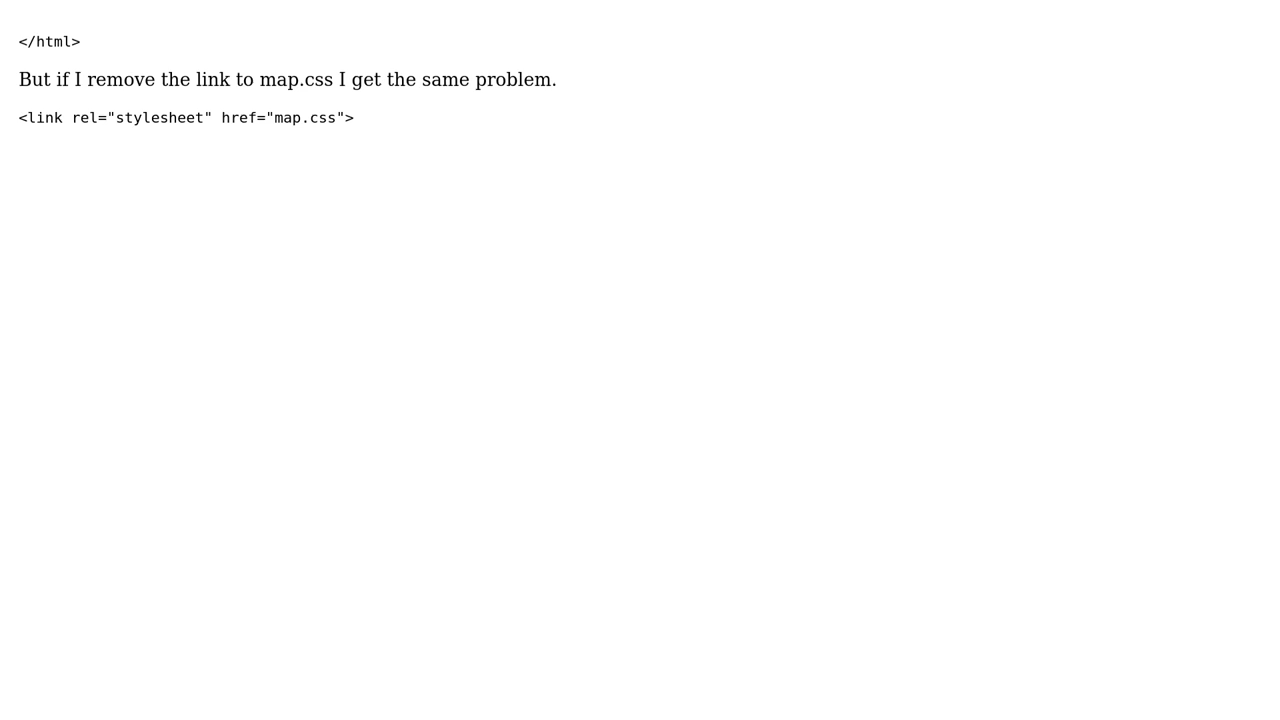 </html>
But if I remove the link to map.css I get the same problem.
<link rel="stylesheet" href="map.css">